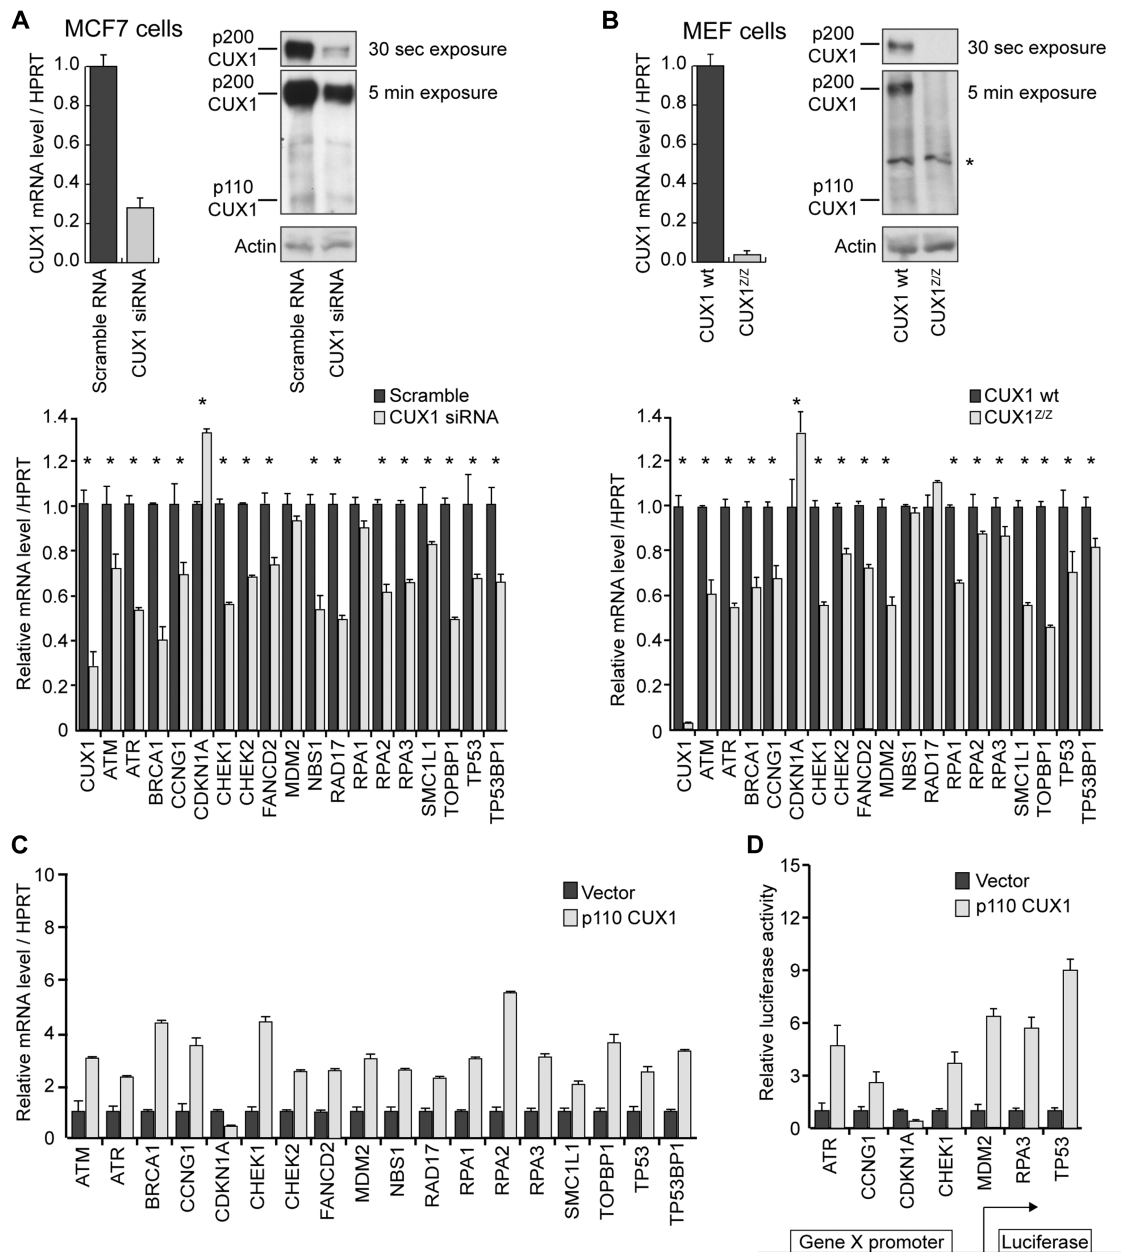 A
MCF7 cells
CUX1 mRNA level / HPRT
1.0
0.8
0.6
0.4
0.2
0.0
Scramble RNA
CUX1 siRNA
p200
CUX1
30 sec exposure
p200
CUX1
5 min exposure
p110
CUX1
Actin
Scramble RNA
CUX1 siRNA
Scramble
CUX1 siRNA
Relative mRNA level /HPRT
1.4
1.2
1.0
0.8
0.6
0.4
0.2
0
* * * * * * * * * * * * * * * * *
CUX1
ATM
ATR
BRCA1
CCNG1
CDKN1A
CHEK1
CHEK2
FANCD2
MDM2
NBS1
RAD17
RPA1
RPA2
RPA3
SMC1L1
TOPBP1
TP53
TP53BP1
B
MEF cells
CUX1 mRNA level / HPRT
1.0
0.8
0.6
0.4
0.2
0.0
CUX1 wt
CUX1Z/Z
p200
CUX1
30 sec exposure
p200
CUX1
5 min exposure
*
p110
CUX1
Actin
CUX1 wt
CUX1Z/Z
CUX1 wt
CUX1Z/Z
Relative mRNA level /HPRT
1.4
1.2
1.0
0.8
0.6
0.4
0.2
0
* * * * * * * * * * * * * * * * *
CUX1
ATM
ATR
BRCA1
CCNG1
CDKN1A
CHEK1
CHEK2
FANCD2
MDM2
NBS1
RAD17
RPA1
RPA2
RPA3
SMC1L1
TOPBP1
TP53
TP53BP1
C
Relative mRNA level / HPRT
10
8
6
4
2
0
Vector
p110 CUX1
ATM
ATR
BRCA1
CCNG1
CDKN1A
CHEK1
CHEK2
FANCD2
MDM2
NBS1
RAD17
RPA1
RPA2
RPA3
SMC1L1
TOPBP1
TP53
TP53BP1
D
Relative luciferase activity
15
12
9
6
3
0
Vector
p110 CUX1
ATR
CCNG1
CDKN1A
CHEK1
MDM2
RPA3
TP53
Gene X promoter
Luciferase